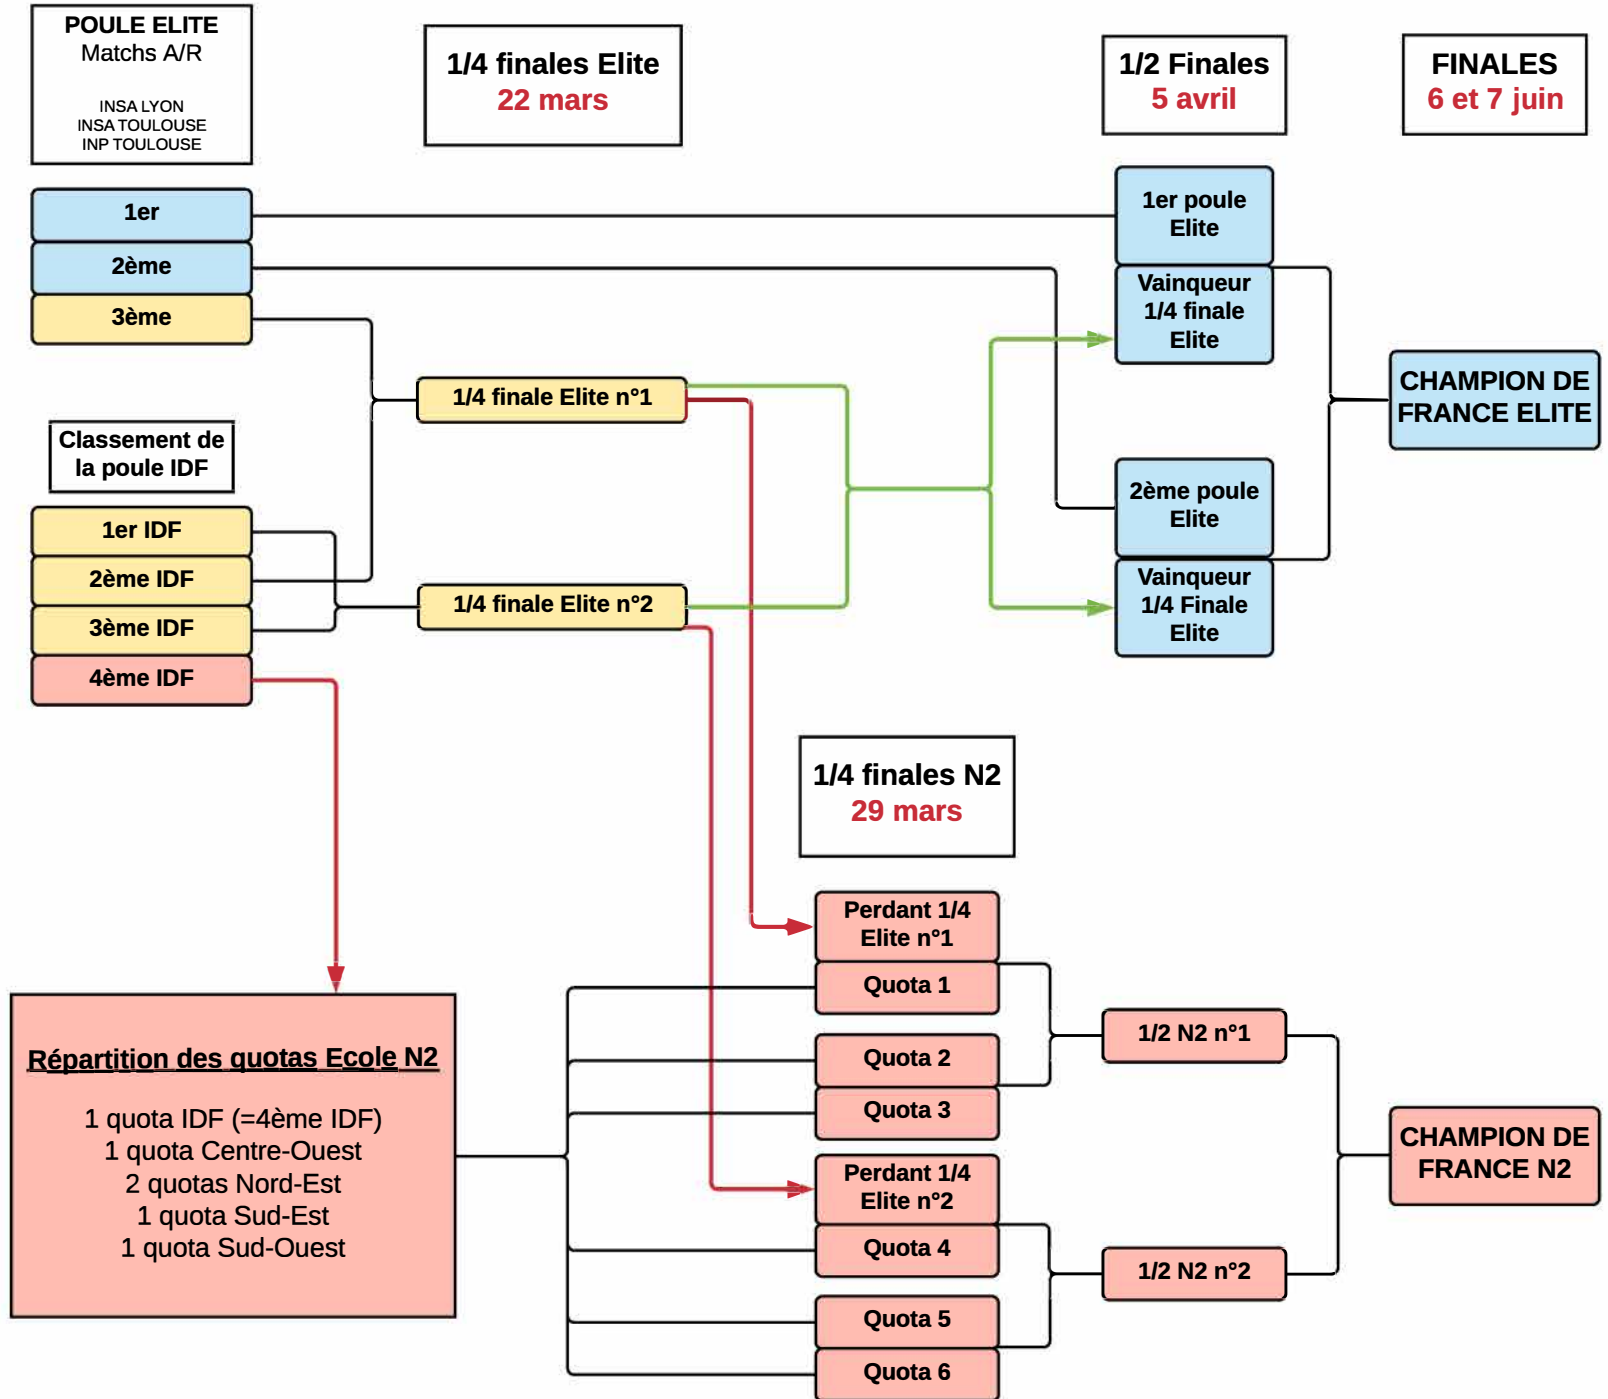 POULE ELITE
Matchs A/R
INSA LYON
INSA TOULOUSE
INP TOULOUSE
1/4 finales Elite
22 mars
1/2 Finales
5 avril
FINALES
6 et 7 juin
1er
2ème
3ème
1er poule
Elite
Vainqueur
1/4 finale
Elite
1/4 finale Elite n°1
CHAMPION DE
FRANCE ELITE
Classement de
la poule IDF
1er IDF
2ème IDF
3ème IDF
4ème IDF
1/4 finale Elite n°2
2ème poule
Elite
Vainqueur
1/4 Finale
Elite
1/4 finales N2
29 mars
Répartition des quotas Ecole N2
1 quota IDF (=4ème IDF)
1 quota Centre-Ouest
2 quotas Nord-Est
1 quota Sud-Est
1 quota Sud-Ouest
Perdant 1/4
Elite n°1
Quota 1
Quota 2
Quota 3
Perdant 1/4
Elite n°2
Quota 4
Quota 5
Quota 6
1/2 N2 n°1
1/2 N2 n°2
CHAMPION DE
FRANCE N2